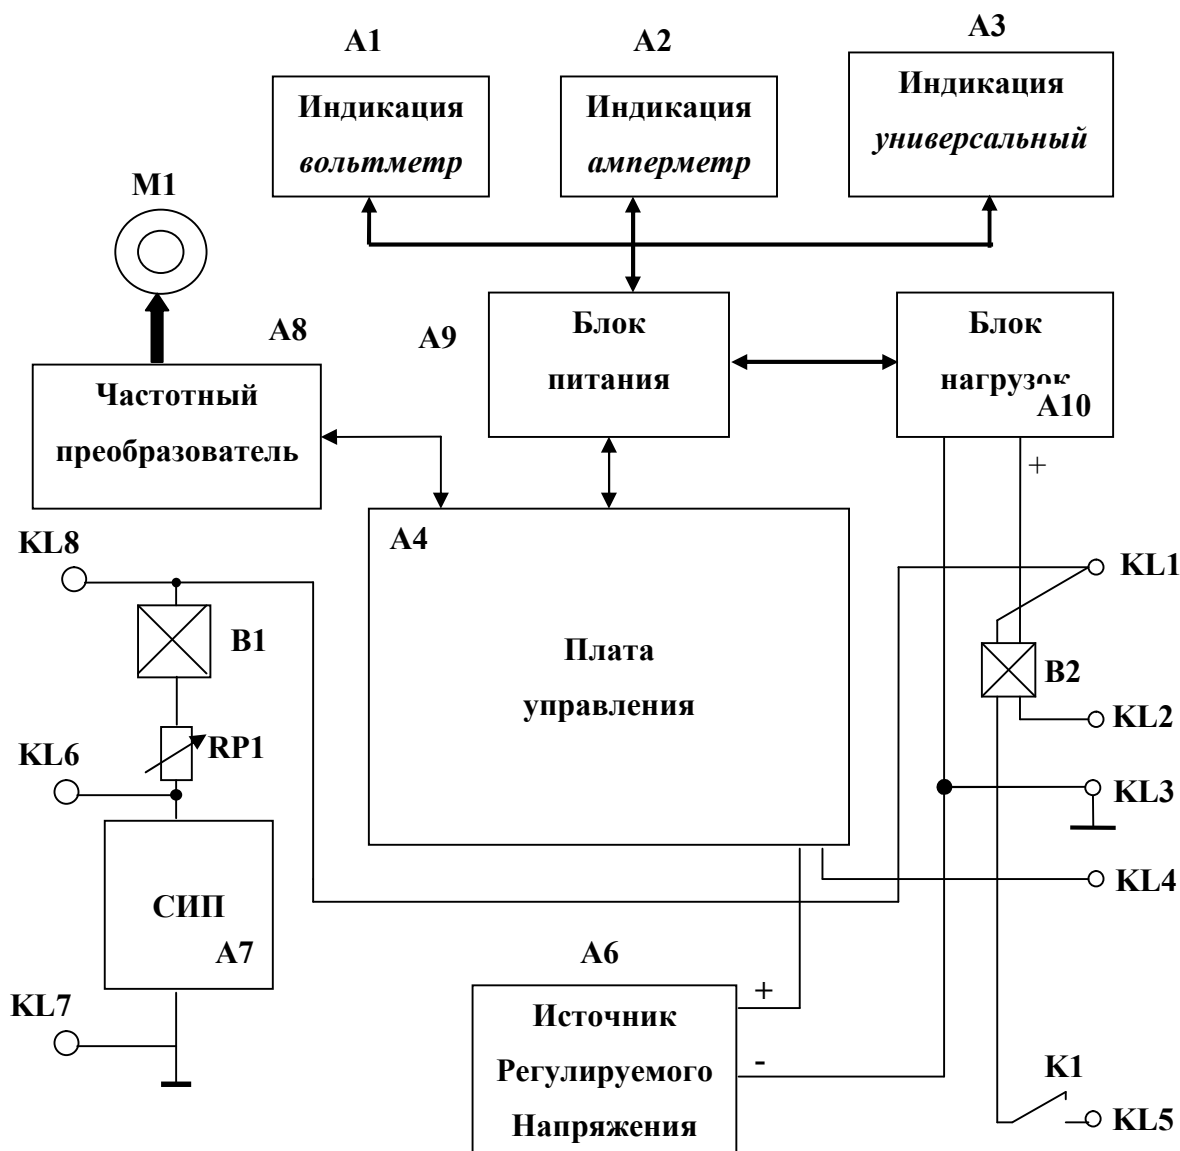 A1
A2
A3
Индикация
вольтметр
Индикация
амперметр
Индикация
универсальный
M1
A8
A9
Блок
питания
Блок
нагрузок
A10
+
Частотный
преобразователь
A4
Плата
управления
KL8
B1
KL6
RP1
СИП
A7
KL7
KL1
B2
KL2
KL3
KL4
A6
+
-
Источник
Регулируемого
Напряжения
K1
KL5